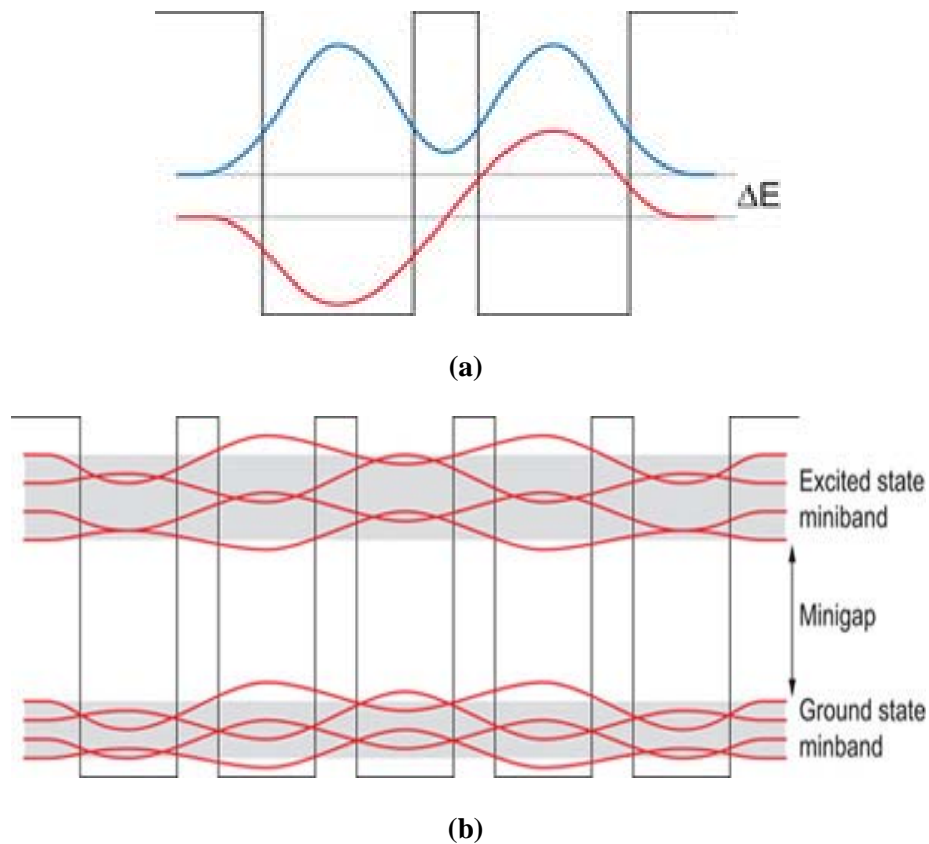 ΔE
(a)
Excited state
miniband
Minigap
Ground state
minband
(b)